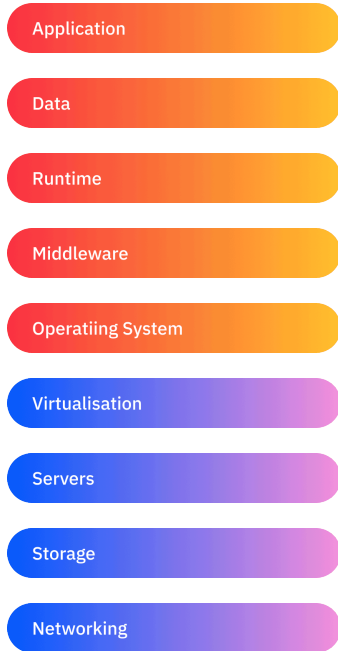 Application
Data
Runtime
Middleware
Operatiing System
Virtualisation
Servers
Storage
Networking